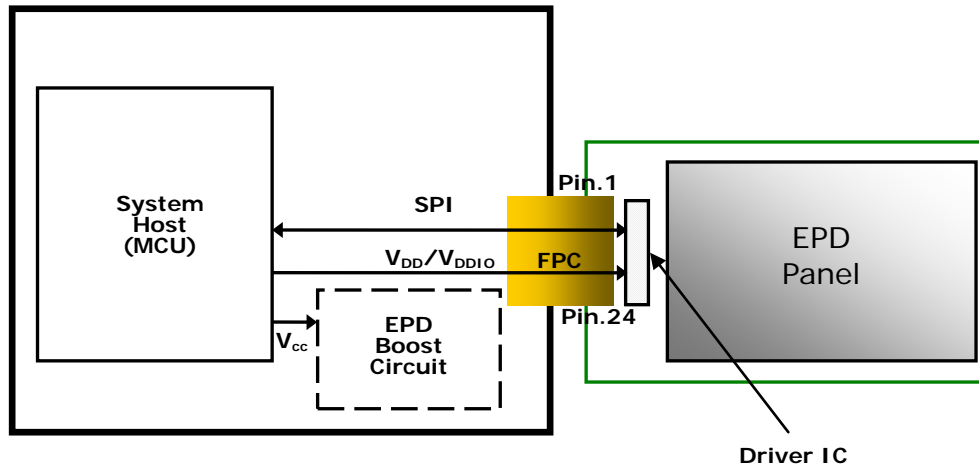 System
Host
(MCU)
SPI
Pin.1
VDD/VDDIO
FPC
EPD
Panel
Vcc
EPD
Boost
Circuit
Pin.24
Driver IC